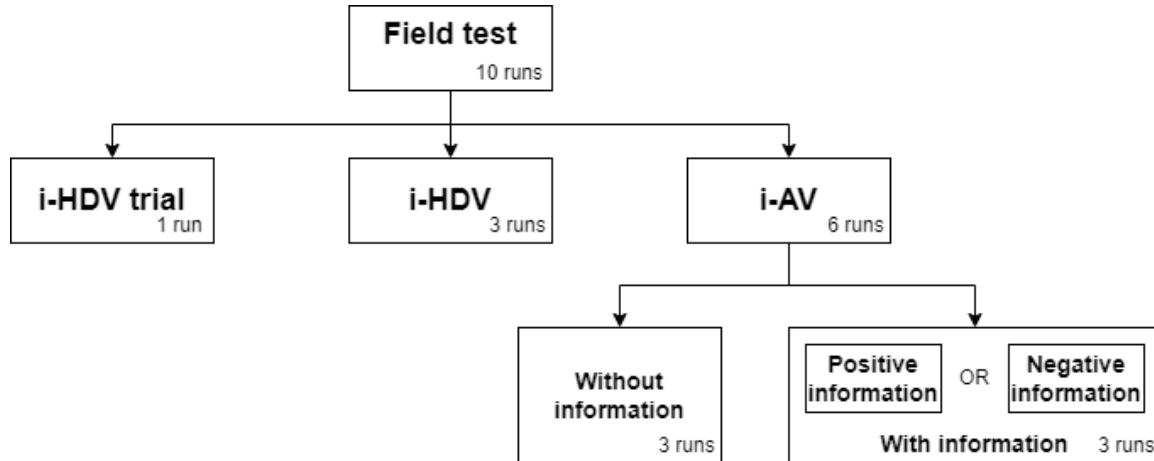 Field test
10 runs
i-HDV trial
1 run
i-HDV
3 runs
i-AV
6 runs
Without
information
3 runs
Positive
information
OR
Negative
information
With information 3 runs